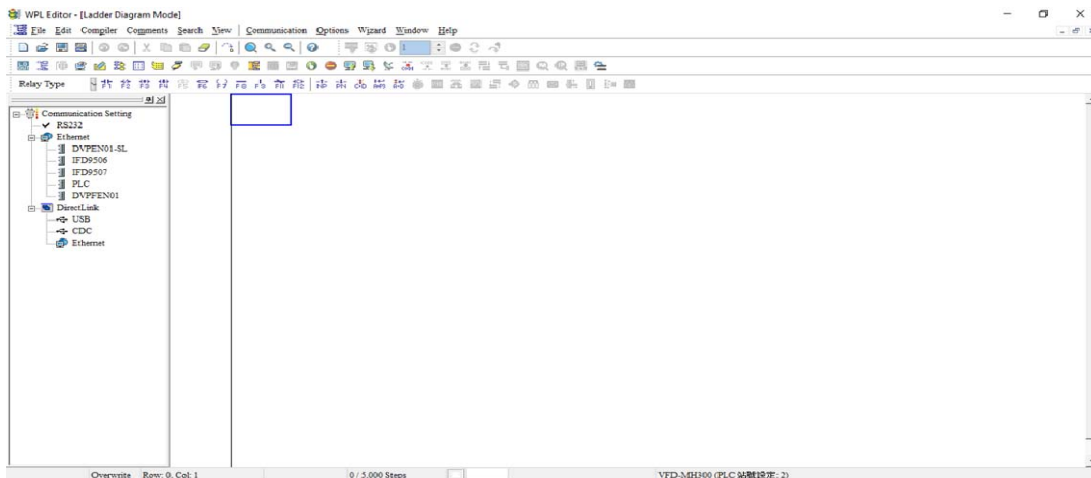 WPL Editor - [Ladder Diagram Mode]
File Edit Compiler Comments Search View Communication Options Wizard Window Help
1
Relay Type
Communication Setting
RS232
Ethernet
DVPEN01-SL
IFD9506
IFD9507
PLC
DVPFEN01
DirectLink
USB
CDC
Ethernet
Overwrite Row: 0, Col: 1 0 / 5,000 Steps VFD-MH300 (PLC 站號設定: 2)